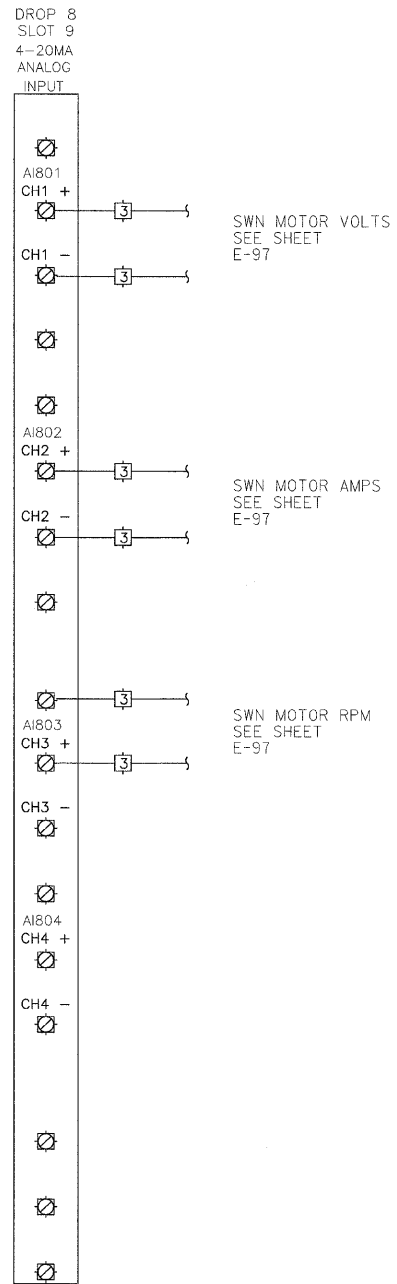 DROP 8
SLOT 9
4-20MA
ANALOG
INPUT
AI801
CH1 +
3
SWN MOTOR VOLTS
SEE SHEET
E-97
CH1 -
3
AI802
CH2 +
3
SWN MOTOR AMPS
SEE SHEET
E-97
CH2 -
3
3
SWN MOTOR RPM
SEE SHEET
E-97
AI803
CH3 +
3
CH3 -
AI804
CH4 +
CH4 -